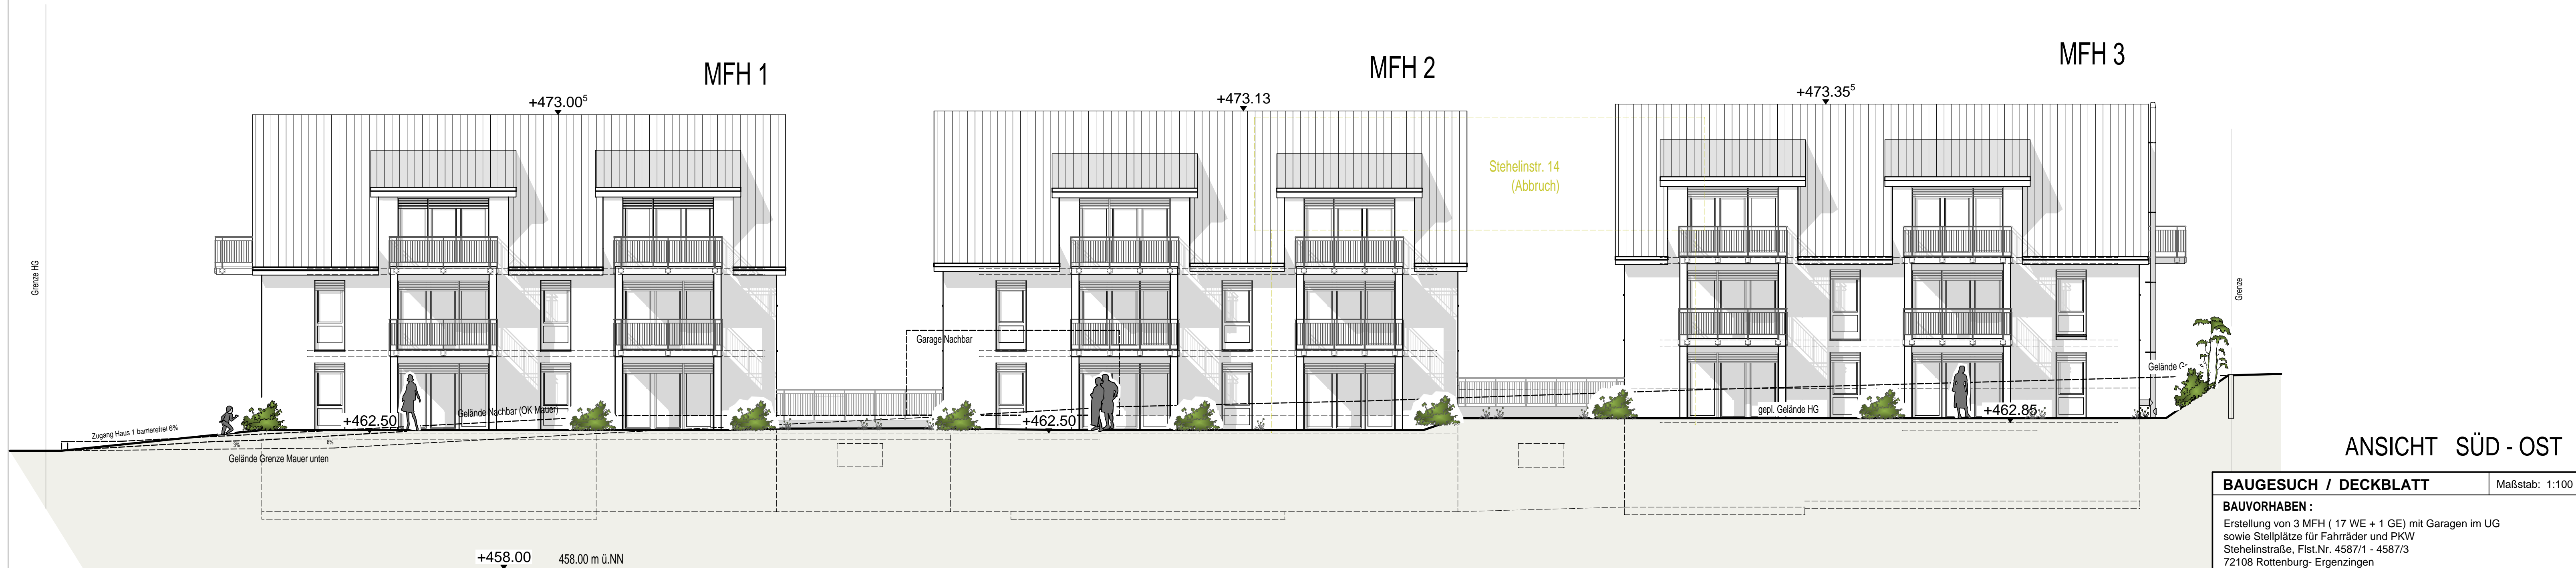 MFH 1
MFH 2
MFH 3
+473.00⁵
+473.13
+473.35⁵
Stehelinstr. 14
(Abbruch)
Grenze HG
Grenze
Garage Nachbar
Gelände
Zugang Haus 1 barrierefrei 6%
+462.50
Gelände Nachbar (OK Mauer)
+462.50
gepl. Gelände HG
+462.85
3%
6%
Gelände Grenze Mauer unten
+458.00
458.00 m ü.NN
ANSICHT SÜD - OST
BAUGESUCH / DECKBLATT
Maßstab: 1:100
BAUVORHABEN :
Erstellung von 3 MFH ( 17 WE + 1 GE) mit Garagen im UG
sowie Stellplätze für Fahrräder und PKW
Stehelinstraße, Flst.Nr. 4587/1 - 4587/3
72108 Rottenburg- Ergenzingen